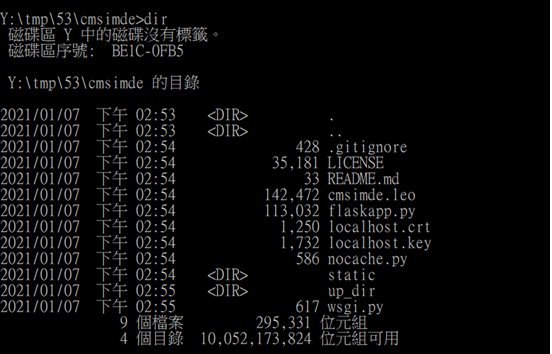 Y:\tmp\53\cmsimde>dir
磁碟區 Y 中的磁碟沒有標籤。
磁碟區序號:  BE1C-0FB5
Y:\tmp\53\cmsimde 的目錄
2021/01/07  下午 02:53    <DIR>          .
2021/01/07  下午 02:53    <DIR>          ..
2021/01/07  下午 02:54               428 .gitignore
2021/01/07  下午 02:54            35,181 LICENSE
2021/01/07  下午 02:54                33 README.md
2021/01/07  下午 02:54           142,472 cmsimde.leo
2021/01/07  下午 02:54           113,032 flaskapp.py
2021/01/07  下午 02:54             1,250 localhost.crt
2021/01/07  下午 02:54             1,732 localhost.key
2021/01/07  下午 02:54               586 nocache.py
2021/01/07  下午 02:54    <DIR>          static
2021/01/07  下午 02:55    <DIR>          up_dir
2021/01/07  下午 02:55               617 wsgi.py
9 個檔案         295,331 位元組
4 個目錄  10,052,173,824 位元組可用